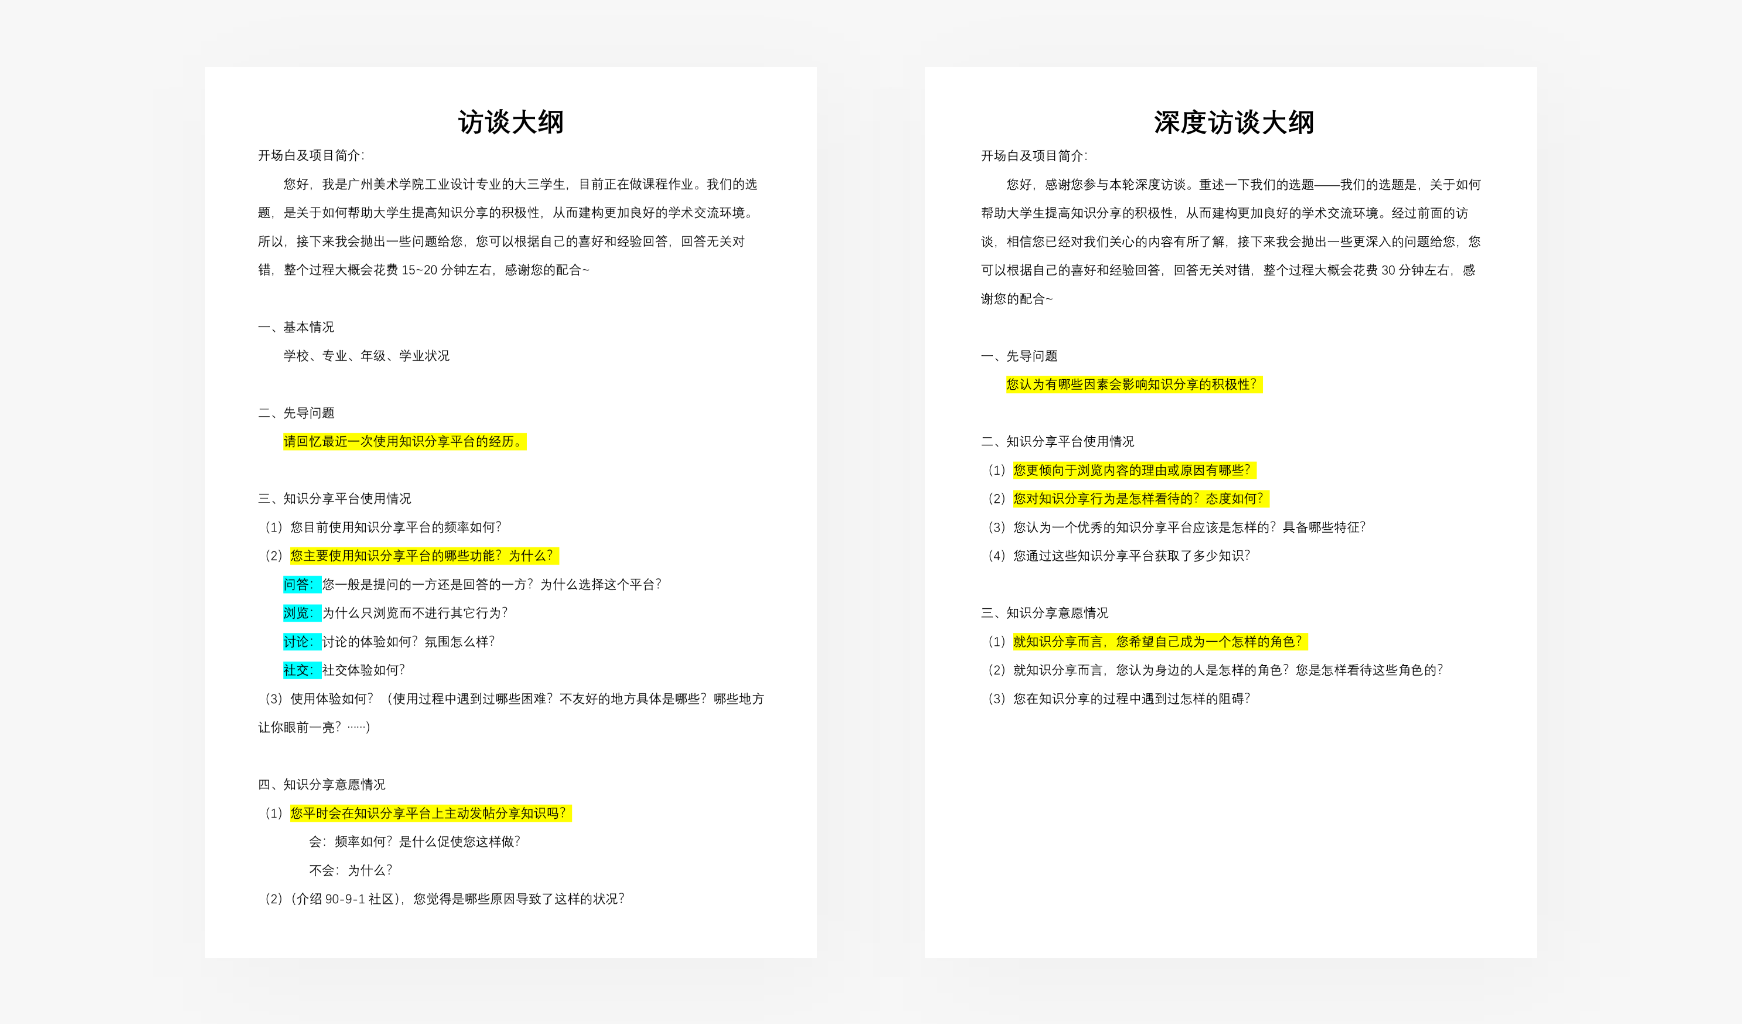 访谈大纲
开场白及项目简介：
您好，我是广州美术学院工业设计专业的大三学生，目前正在做课程作业。我们的选
题，是关于如何帮助大学生提高知识分享的积极性，从而建构更加良好的学术交流环境。
所以，接下来我会抛出一些问题给您，您可以根据自己的喜好和经验回答，回答无关对
错，整个过程大概会花费 15~20 分钟左右，感谢您的配合~
一、基本情况
学校、专业、年级、学业状况
二、先导问题
请回忆最近一次使用知识分享平台的经历。
三、知识分享平台使用情况
（1）您目前使用知识分享平台的频率如何？
（2）您主要使用知识分享平台的哪些功能？为什么？
问答：您一般是提问的一方还是回答的一方？为什么选择这个平台？
浏览：为什么只浏览而不进行其它行为？
讨论：讨论的体验如何？氛围怎么样？
社交：社交体验如何？
（3）使用体验如何？（使用过程中遇到过哪些困难？不友好的地方具体是哪些？哪些地方
让你眼前一亮？……）
四、知识分享意愿情况
（1）您平时会在知识分享平台上主动发帖分享知识吗？
会：频率如何？是什么促使您这样做？
不会：为什么？
（2）（介绍 90-9-1 社区），您觉得是哪些原因导致了这样的状况？
深度访谈大纲
开场白及项目简介：
您好，感谢您参与本轮深度访谈。重述一下我们的选题——我们的选题是，关于如何
帮助大学生提高知识分享的积极性，从而建构更加良好的学术交流环境。经过前面的访
谈，相信您已经对我们关心的内容有所了解，接下来我会抛出一些更深入的问题给您，您
可以根据自己的喜好和经验回答，回答无关对错，整个过程大概会花费 30 分钟左右，感
谢您的配合~
一、先导问题
您认为有哪些因素会影响知识分享的积极性？
二、知识分享平台使用情况
（1）您更倾向于浏览内容的理由或原因有哪些？
（2）您对知识分享行为是怎样看待的？态度如何？
（3）您认为一个优秀的知识分享平台应该是怎样的？具备哪些特征？
（4）您通过这些知识分享平台获取了多少知识？
三、知识分享意愿情况
（1）就知识分享而言，您希望自己成为一个怎样的角色？
（2）就知识分享而言，您认为身边的人是怎样的角色？您是怎样看待这些角色的？
（3）您在知识分享的过程中遇到过怎样的阻碍？